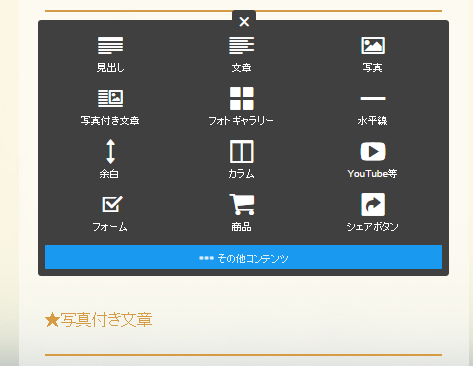 見出し
文章
写真
写真付き文章
フォトギャラリー
水平線
余白
カラム
YouTube等
フォーム
商品
シェアボタン
その他コンテンツ
★写真付き文章